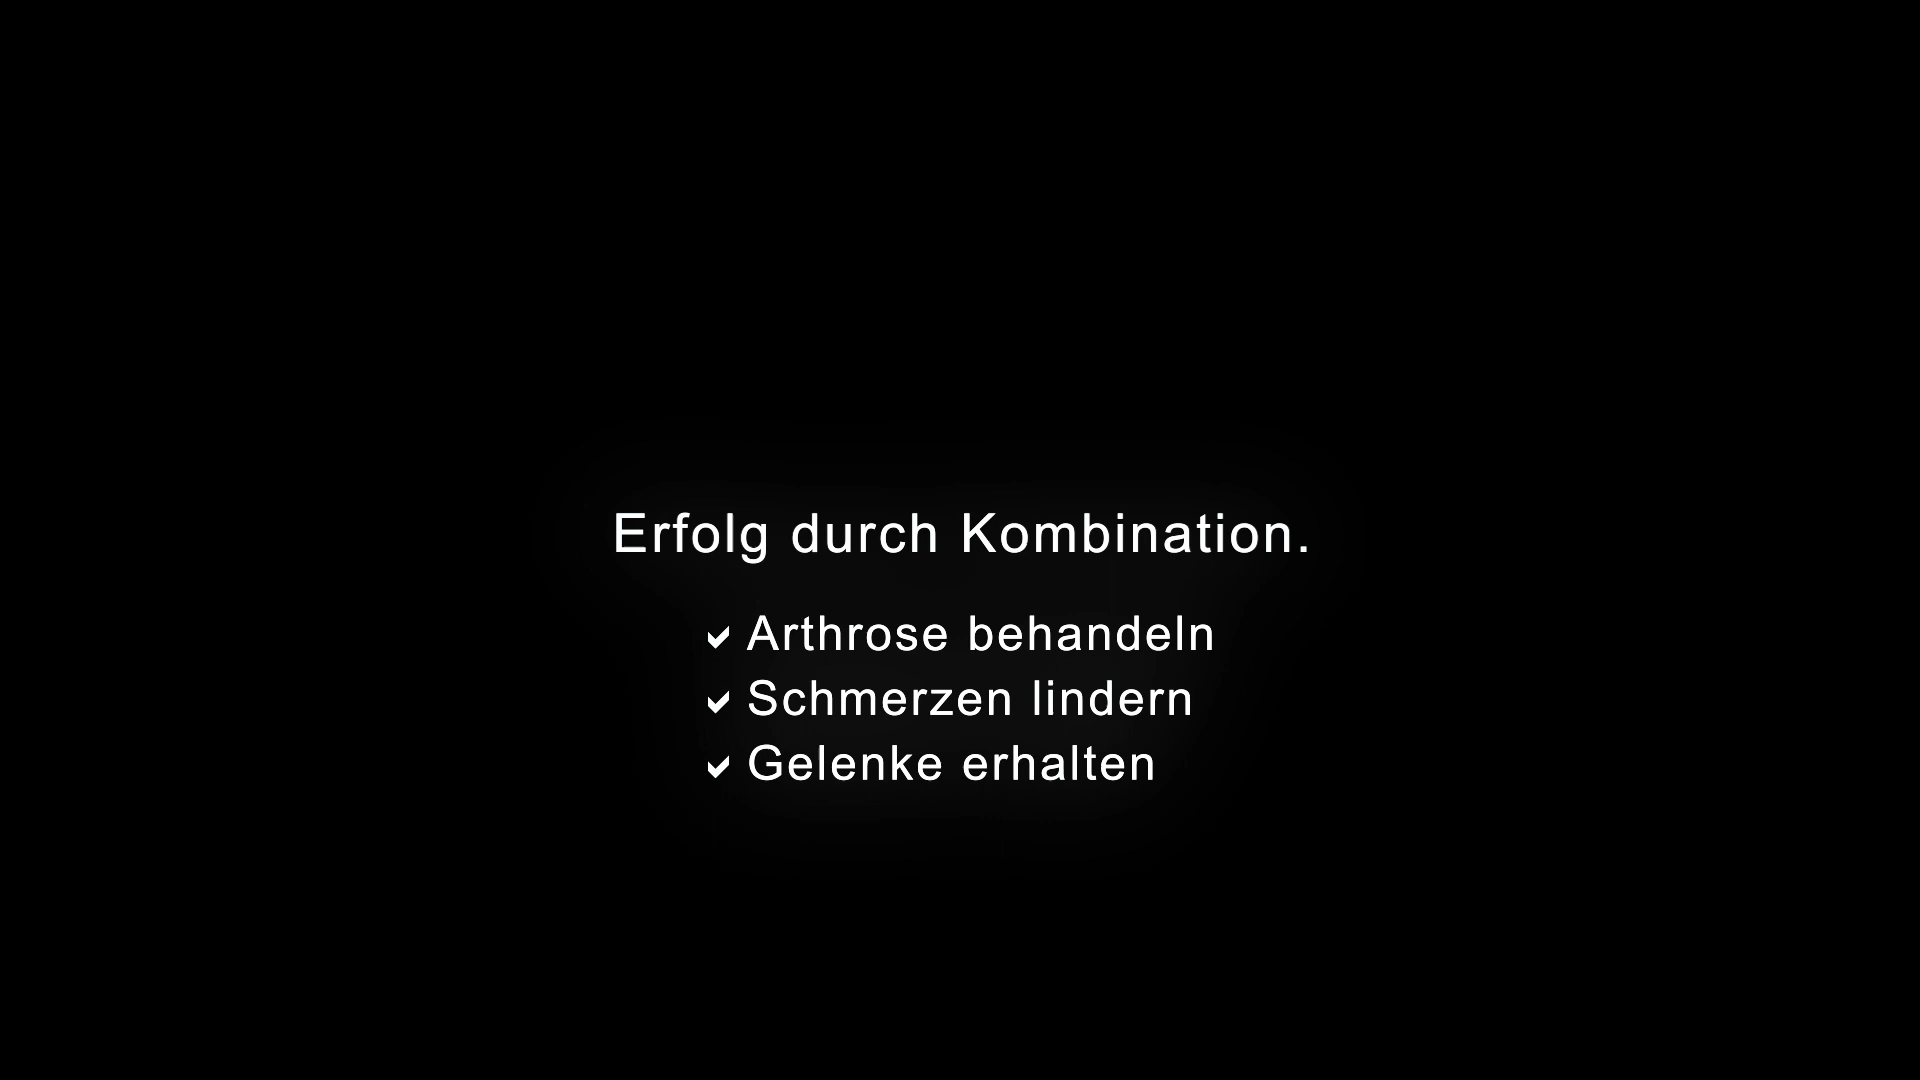 Erfolg durch Kombination.
✔ Arthrose behandeln
✔ Schmerzen lindern
✔ Gelenke erhalten